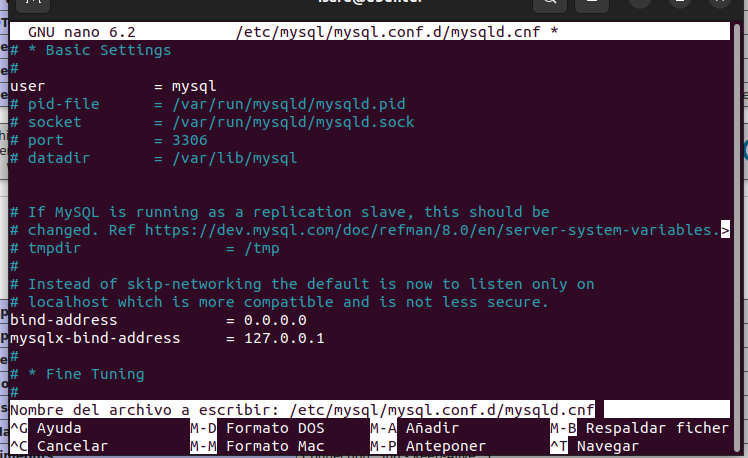 GNU nano 6.2 /etc/mysql/mysql.conf.d/mysqld.cnf *
# * Basic Settings
#
user = mysql
# pid-file = /var/run/mysqld/mysqld.pid
# socket = /var/run/mysqld/mysqld.sock
# port = 3306
# datadir = /var/lib/mysql
# If MySQL is running as a replication slave, this should be
# changed. Ref https://dev.mysql.com/doc/refman/8.0/en/server-system-variables.>
# tmpdir = /tmp
#
# Instead of skip-networking the default is now to listen only on
# localhost which is more compatible and is not less secure.
bind-address = 0.0.0.0
mysqlx-bind-address = 127.0.0.1
#
# * Fine Tuning
#
Nombre del archivo a escribir: /etc/mysql/mysql.conf.d/mysqld.cnf
^G Ayuda M-D Formato DOS M-A Añadir M-B Respaldar ficher
^C Cancelar M-M Formato Mac M-P Anteponer ^T Navegar